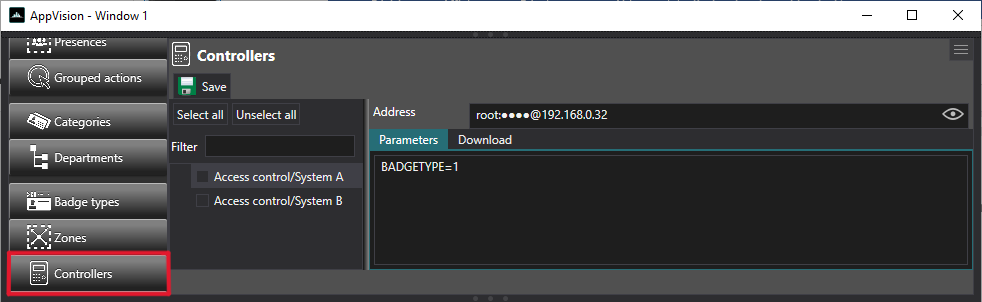 AppVision - Window 1
Presences
Grouped actions
Categories
Departments
Badge types
Zones
Controllers
Controllers
Save
Select all
Unselect all
Filter
Access control/System A
Access control/System B
Address
root:●●●●@192.168.0.32
Parameters
Download
BADGETYPE=1